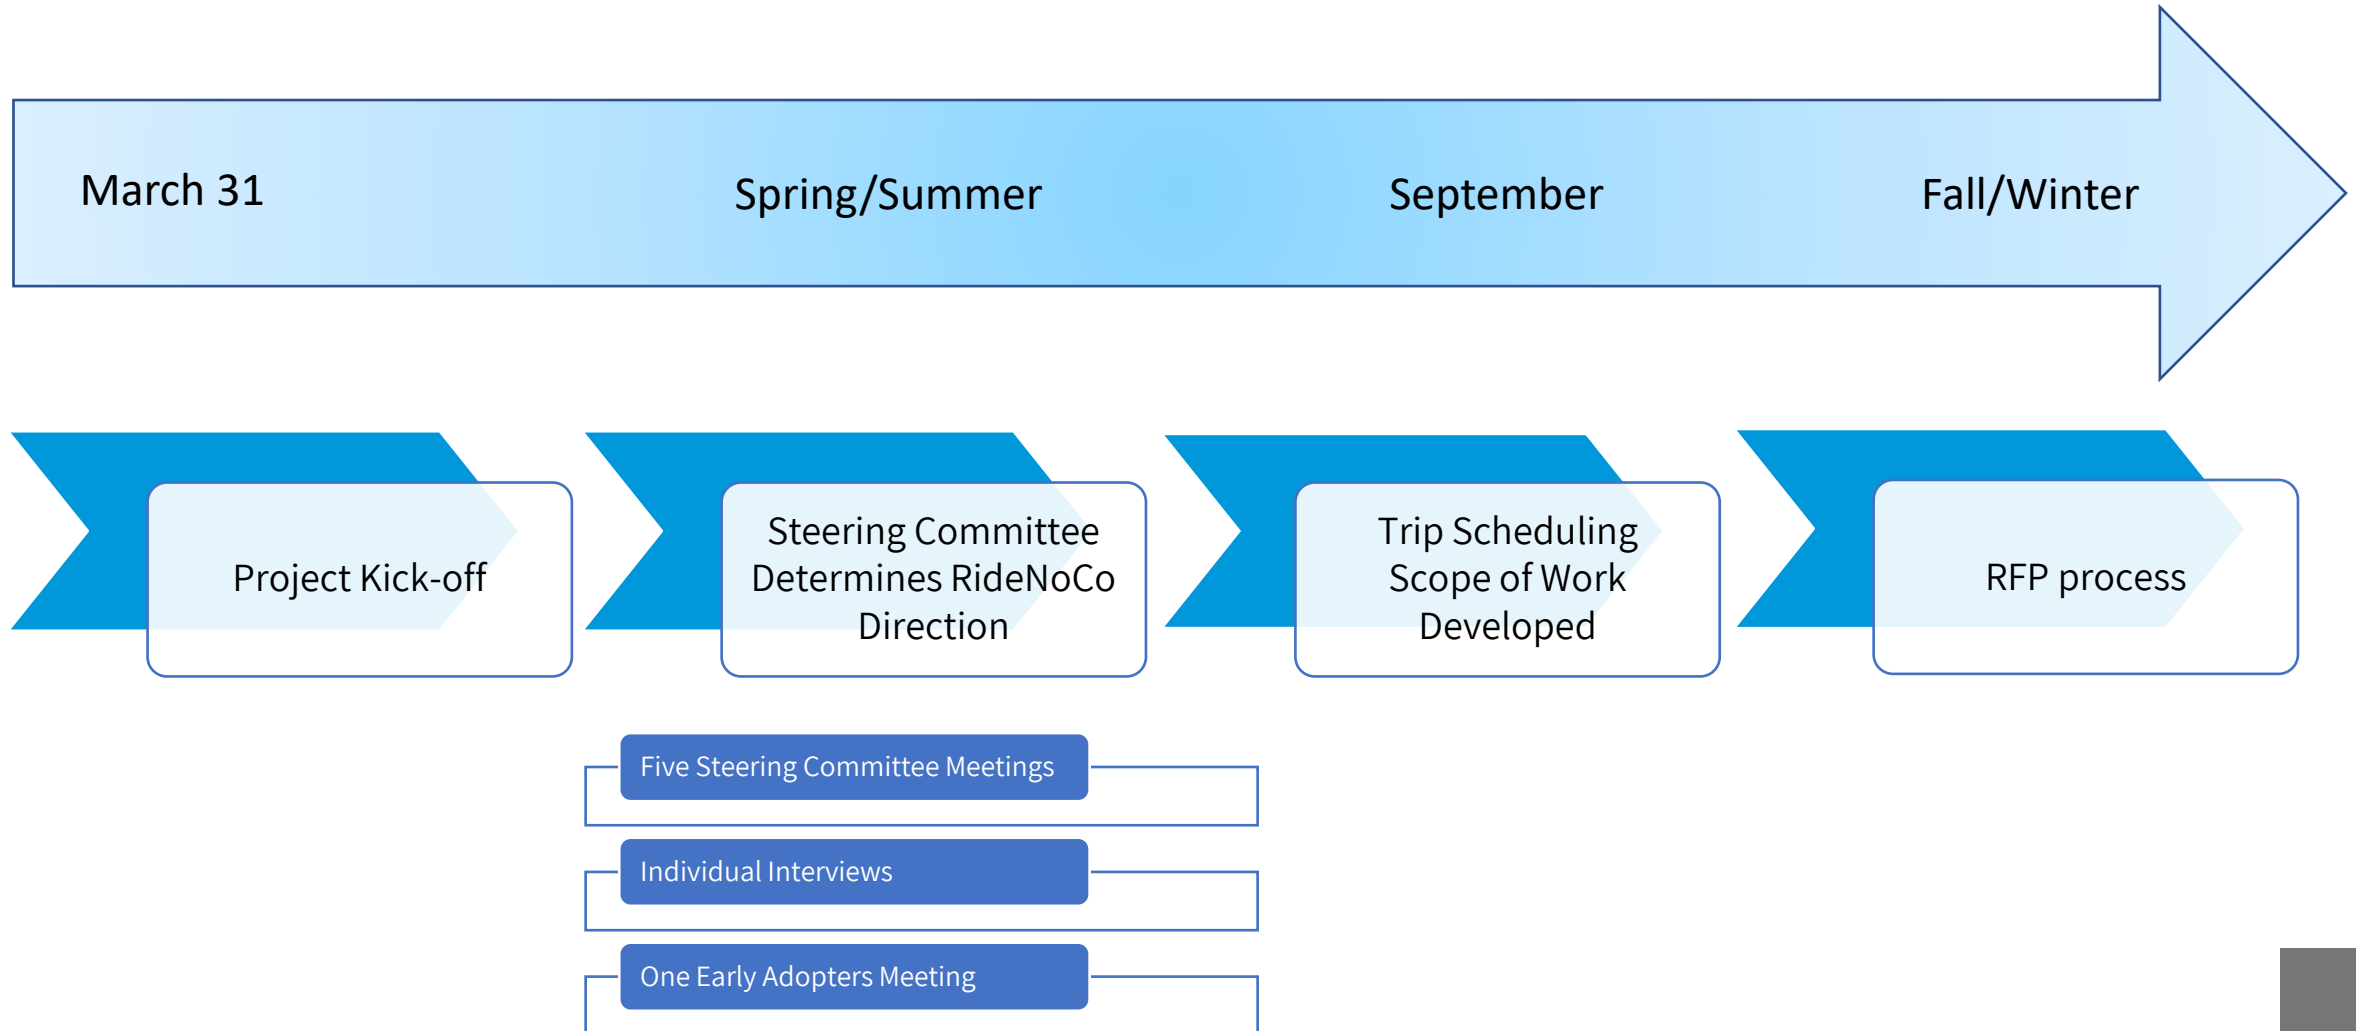 March 31
Spring/Summer
September
Fall/Winter
Project Kick-off
Steering Committee
Determines RideNoCo
Direction
Trip Scheduling
Scope of Work
Developed
RFP process
Five Steering Committee Meetings
Individual Interviews
One Early Adopters Meeting